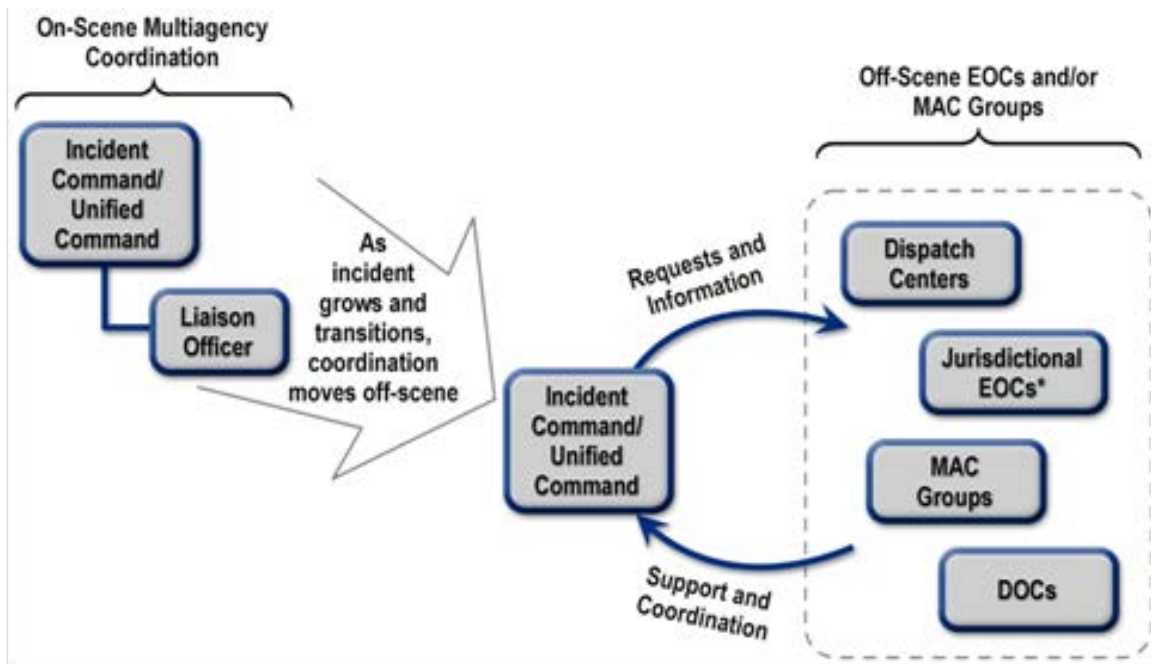 On-Scene Multiagency
Coordination
Incident
Command/
Unified
Command
Liaison
Officer
As
incident
grows and
transitions,
coordination
moves off-scene
Incident
Command/
Unified
Command
Requests and
Information
Support and
Coordination
Off-Scene EOCs and/or
MAC Groups
Dispatch
Centers
Jurisdictional
EOCs*
MAC
Groups
DOCs